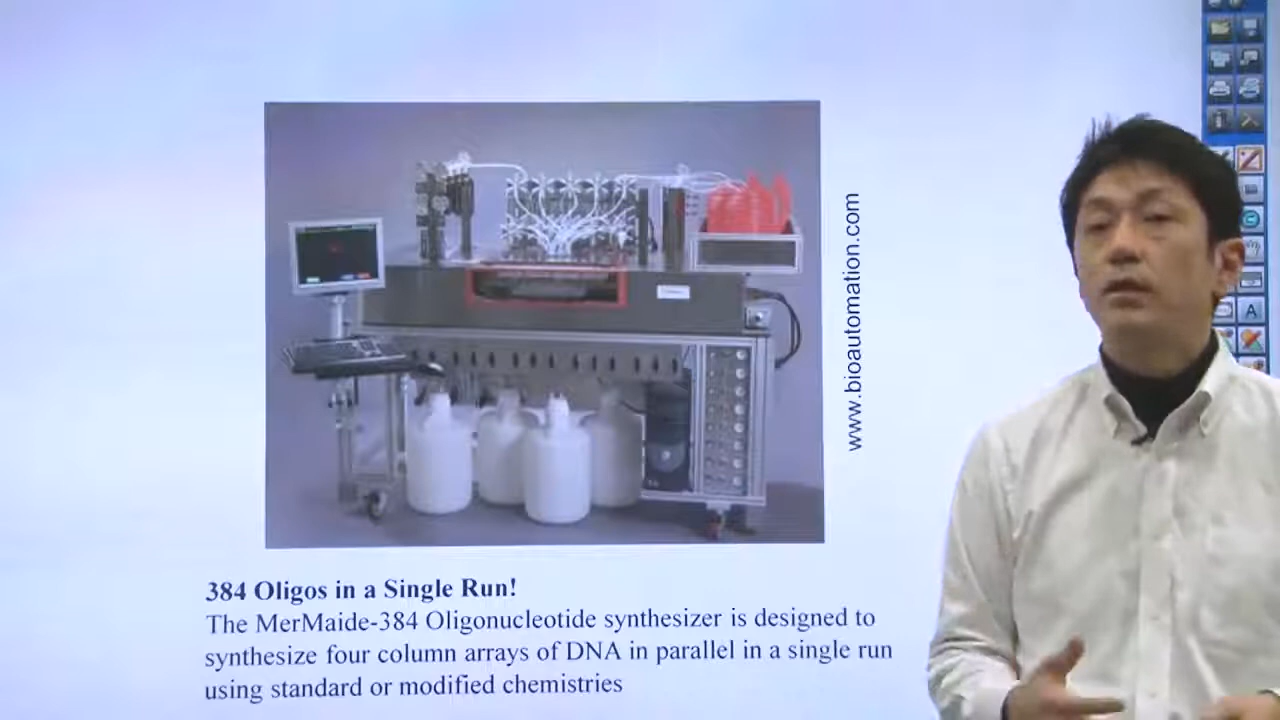 www.bioautomation.com
384 Oligos in a Single Run!
The MerMaide-384 Oligonucleotide synthesizer is designed to
synthesize four column arrays of DNA in parallel in a single run
using standard or modified chemistries
A